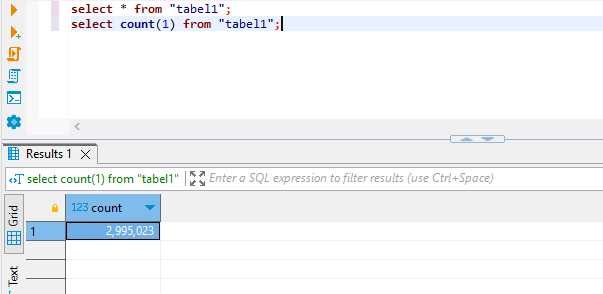 select * from "tabel1";
select count(1) from "tabel1";
Results 1
select count(1) from "tabel1"
Enter a SQL expression to filter results (use Ctrl+Space)
Grid
123 count
1
2,995,023
Text